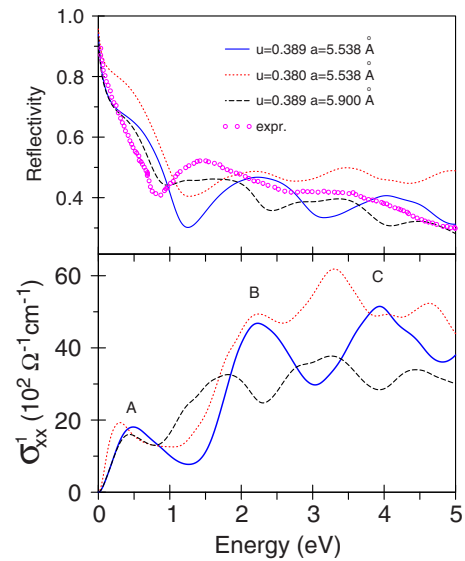 1.0
0.8
0.6
0.4
Reflectivity
u=0.389 a=5.538 Å
u=0.380 a=5.538 Å
u=0.389 a=5.900 Å
expr.
60
40
20
0
σ¹xx (10² Ω⁻¹cm⁻¹)
A
B
C
0 1 2 3 4 5
Energy (eV)